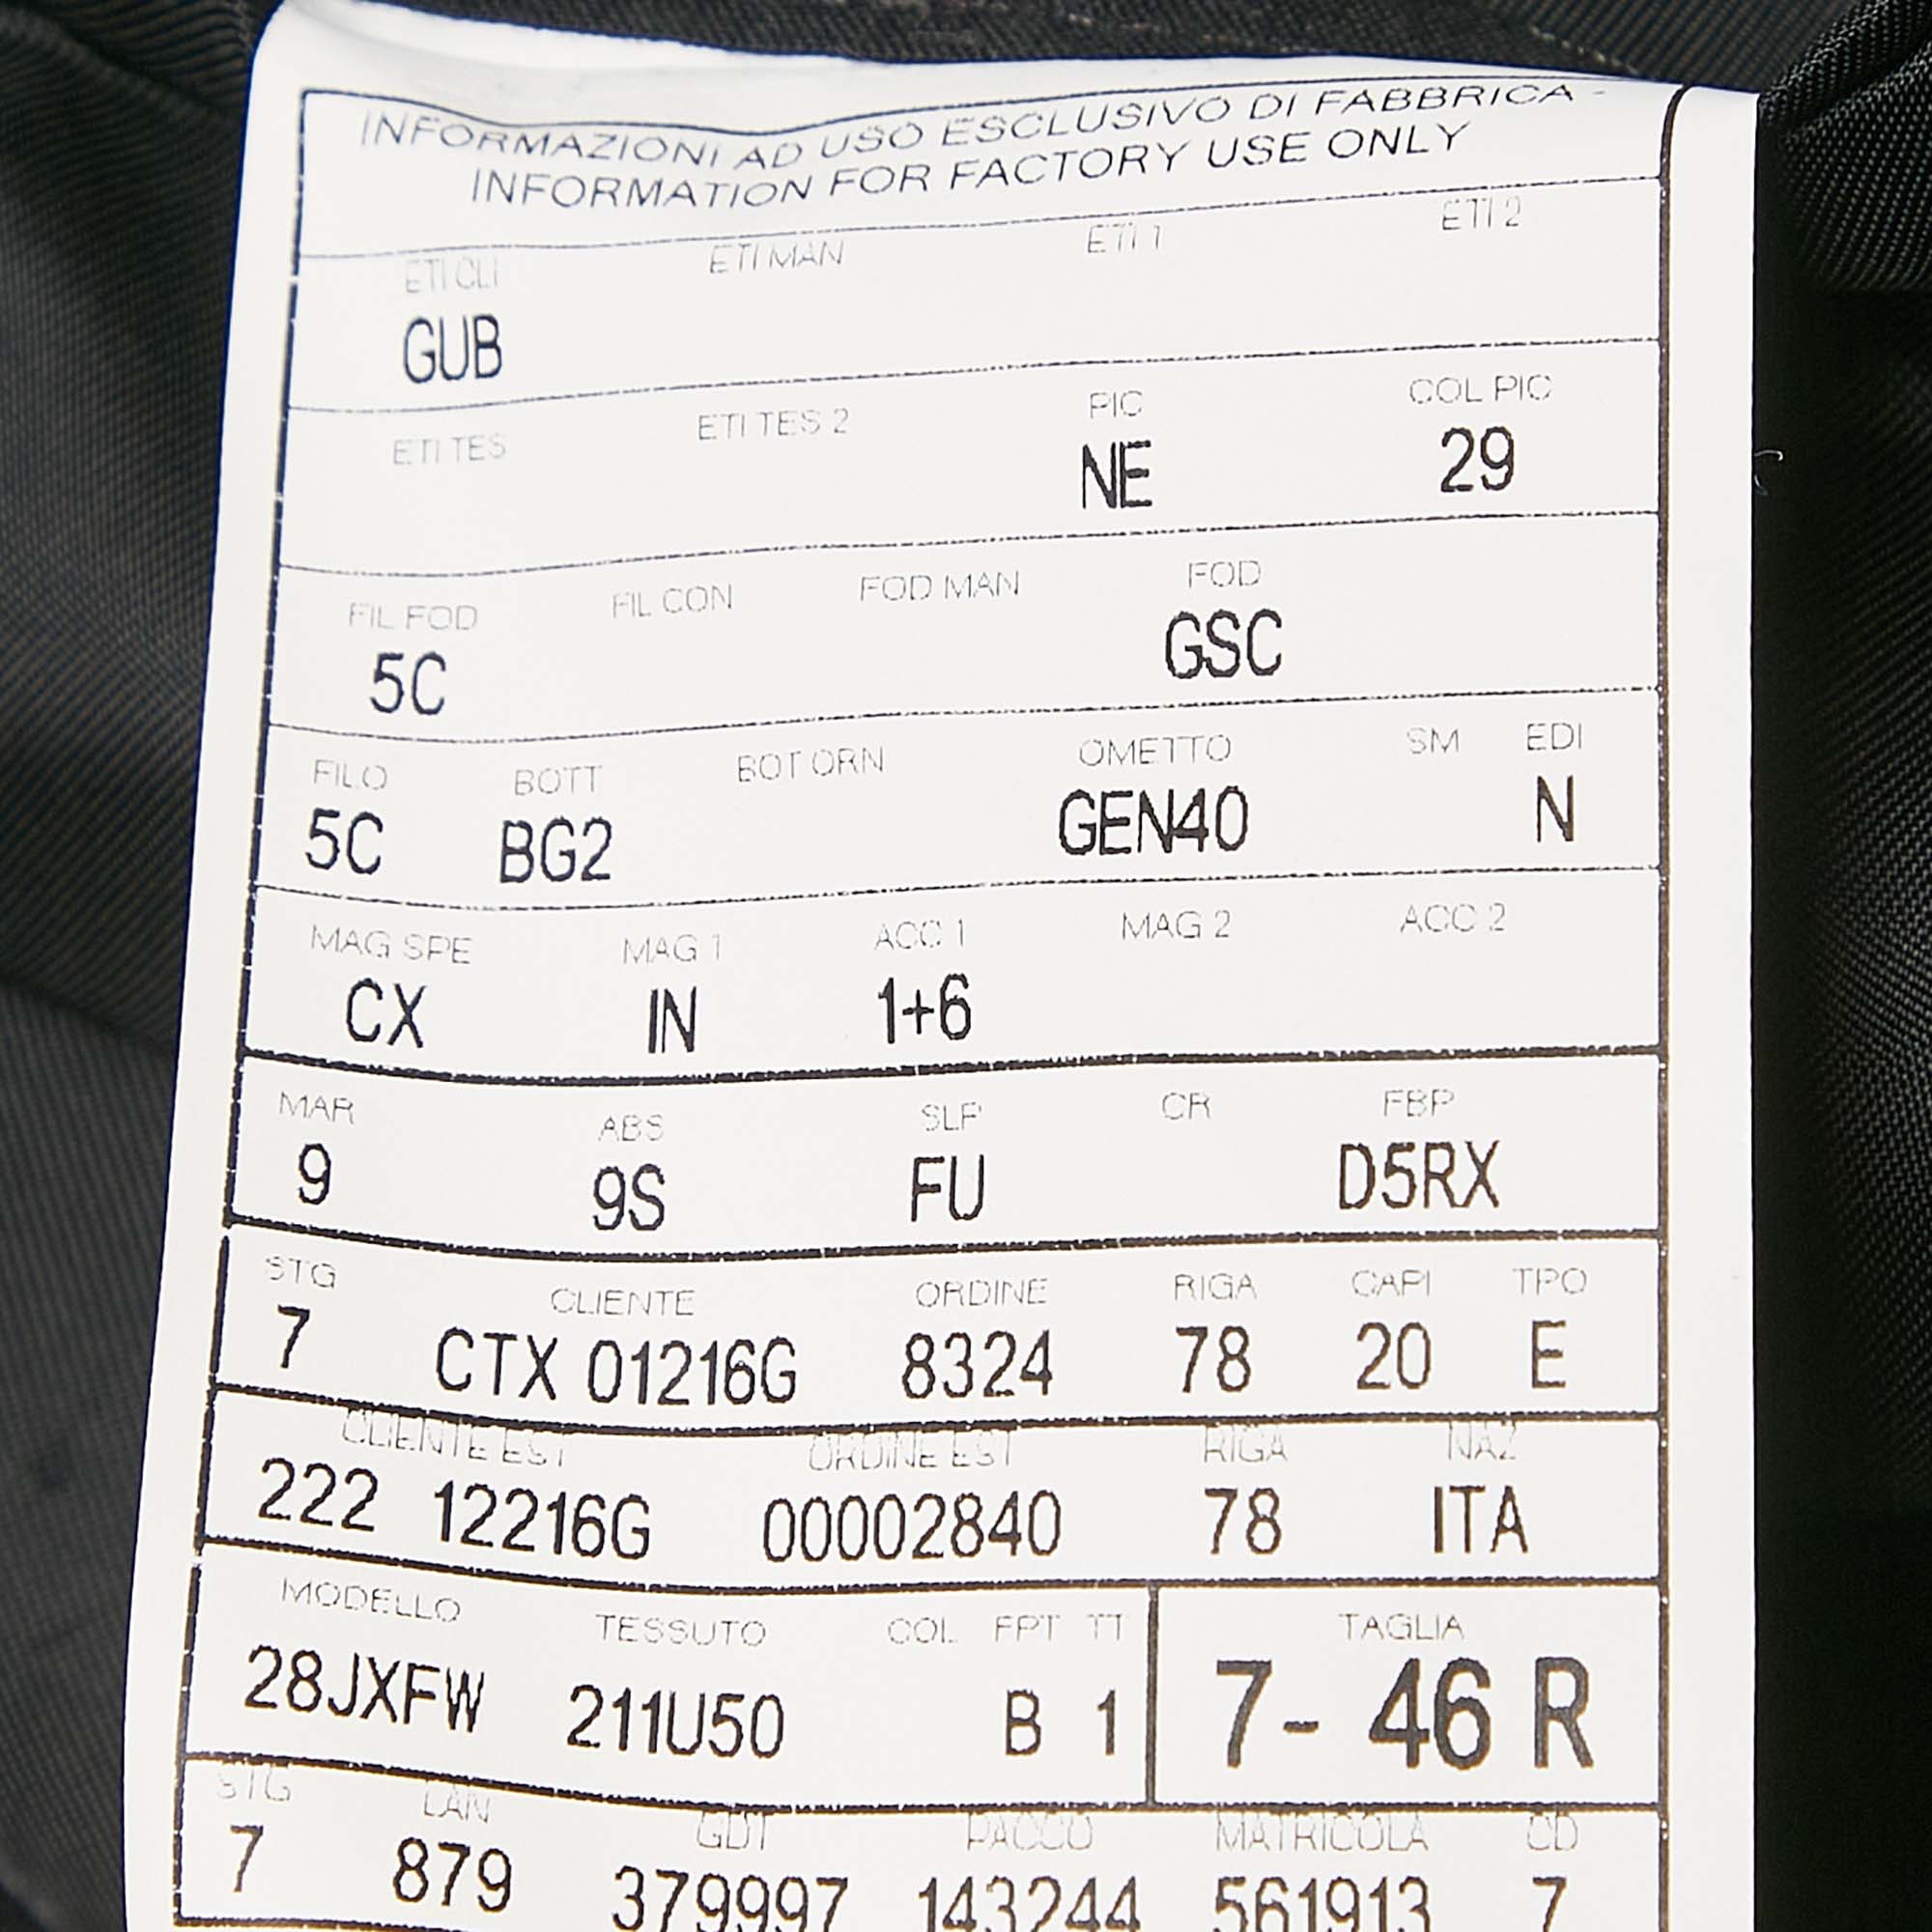 INFORMAZIONI AD USO ESCLUSIVO DI FABBRICA -
INFORMATION FOR FACTORY USE ONLY
ETI CLI ETI MAN ETI 1 ETI 2
GUB
ETI TES ETI TES 2 PIC COL PIC
NE 29
FIL FOD FIL CON FOD MAN FOD
5C GSC
FILO BOTT BOT ORN OMETTO SM EDI
5C BG2 GEN40 N
MAG SPE MAG 1 ACC 1 MAG 2 ACC 2
CX IN 1+6
MAR ABS SLP CR FBP
9 9S FU D5RX
STG CLIENTE ORDINE RIGA CAPI TPO
7 CTX 01216G 8324 78 20 E
CLIENTE EST ORDINE EST RIGA NAZ
222 12216G 00002840 78 ITA
MODELLO TESSUTO COL FPT TT TAGLIA
28JXFW 211U50 B 1 7- 46 R
STG LAN GDT PACCO MATRICOLA CD
7 879 379997 143244 561913 7